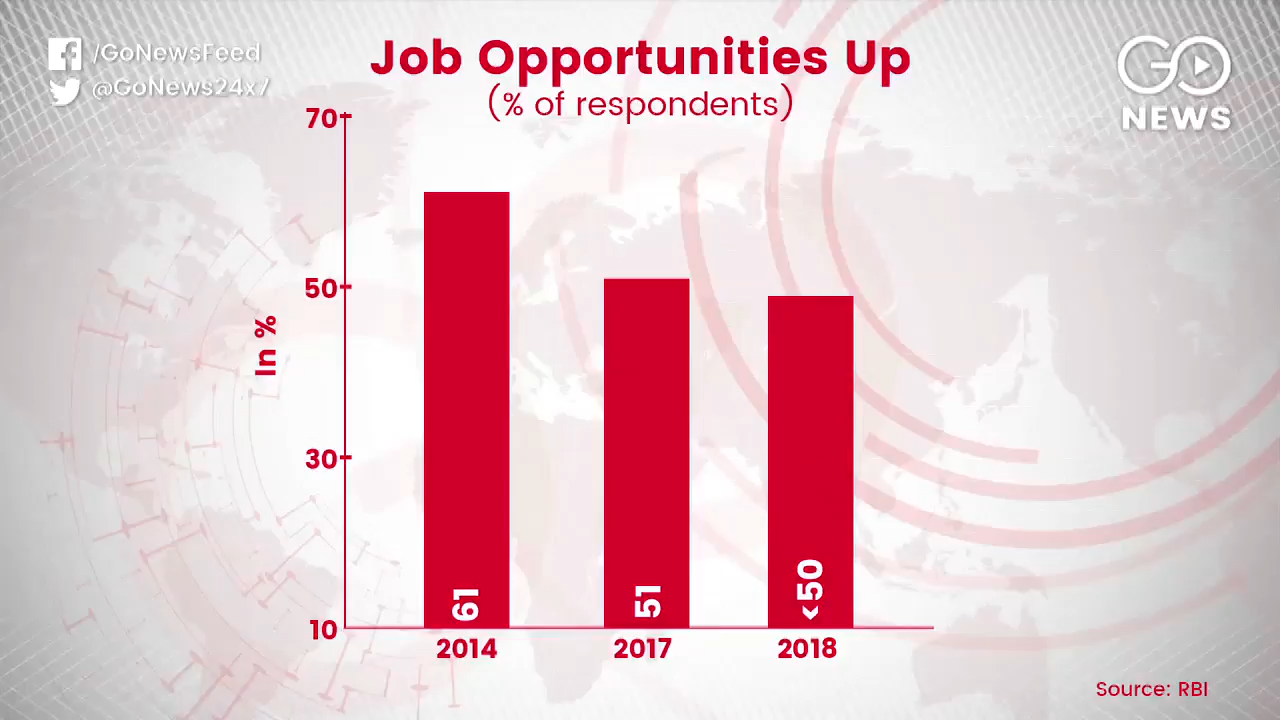 /GoNewsFeed
@GoNews24x7
Job Opportunities Up
(% of respondents)
GO
NEWS
70
50
30
10
In %
61
51
<50
2014
2017
2018
Source: RBI